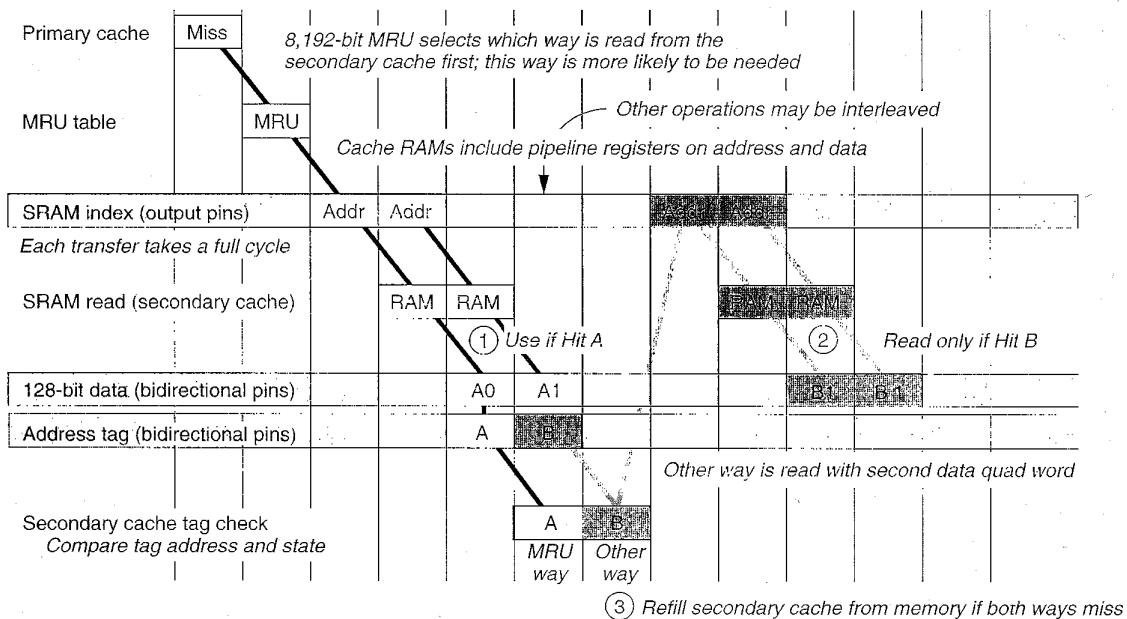 Primary cache
Miss
8,192-bit MRU selects which way is read from the
secondary cache first; this way is more likely to be needed
Other operations may be interleaved
MRU table
MRU
Cache RAMs include pipeline registers on address and data
SRAM index (output pins)
Addr
Addr
Addr
Addr
Each transfer takes a full cycle
SRAM read (secondary cache)
RAM
RAM
RAM
RAM
1
Use if Hit A
2
Read only if Hit B
128-bit data (bidirectional pins)
A0
A1
B1
B 1
Address tag (bidirectional pins)
A
B
Other way is read with second data quad word
Secondary cache tag check
Compare tag address and state
A
B
MRU
way
Other
way
3 Refill secondary cache from memory if both ways miss